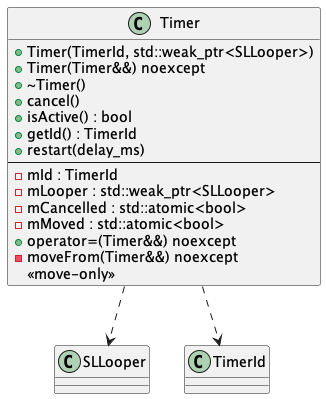 C Timer
Timer(TimerId, std::weak_ptr<SLLooper>)
Timer(Timer&&) noexcept
~Timer()
cancel()
isActive() : bool
getId() : TimerId
restart(delay_ms)
mId : TimerId
mLooper : std::weak_ptr<SLLooper>
mCancelled : std::atomic<bool>
mMoved : std::atomic<bool>
operator=(Timer&&) noexcept
moveFrom(Timer&&) noexcept
«move-only»
C SLLooper
C TimerId